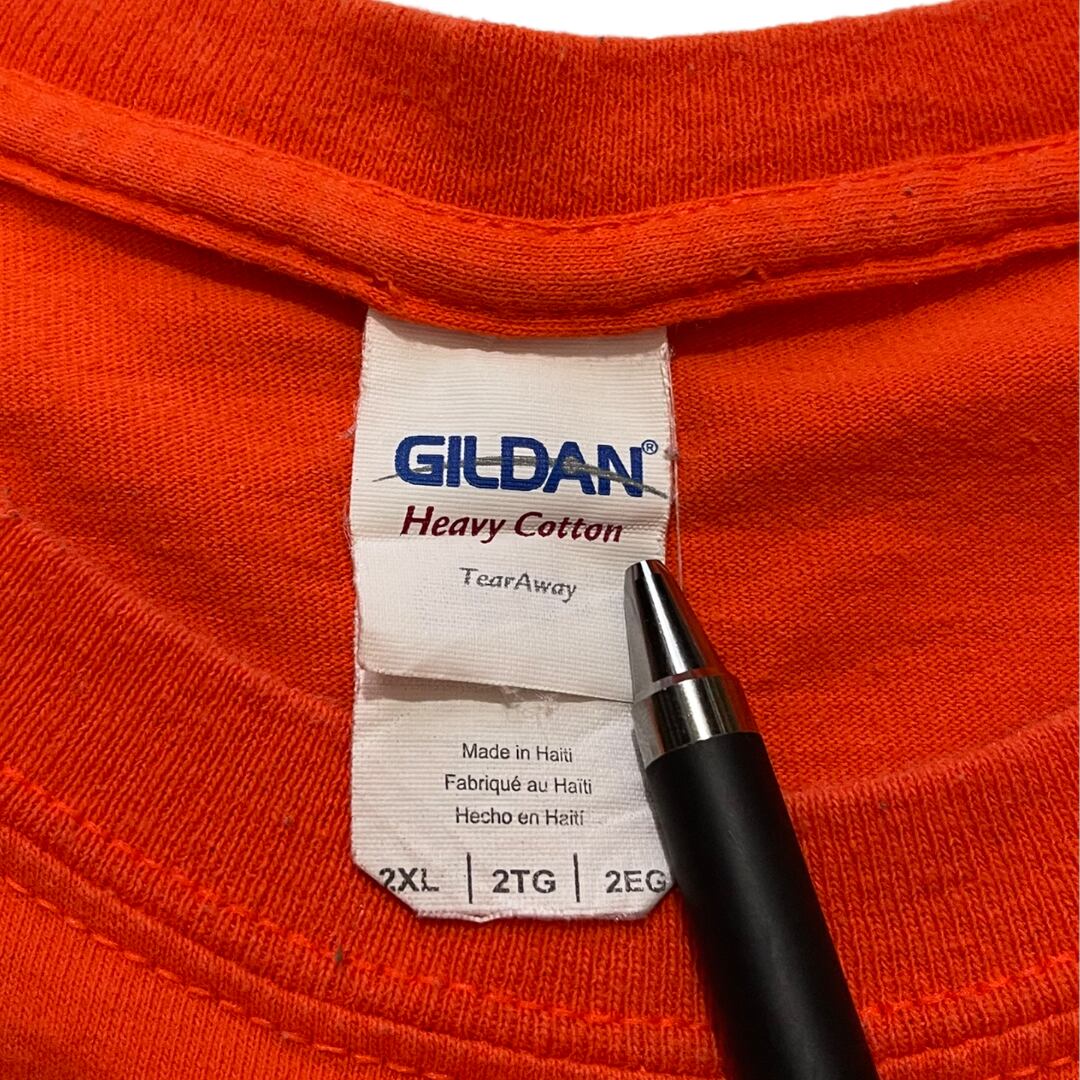 GILDAN®
Heavy Cotton
TearAway
Made in Haiti
Fabriqué au Haïti
Hecho en Haití
2XL | 2TG | 2EG